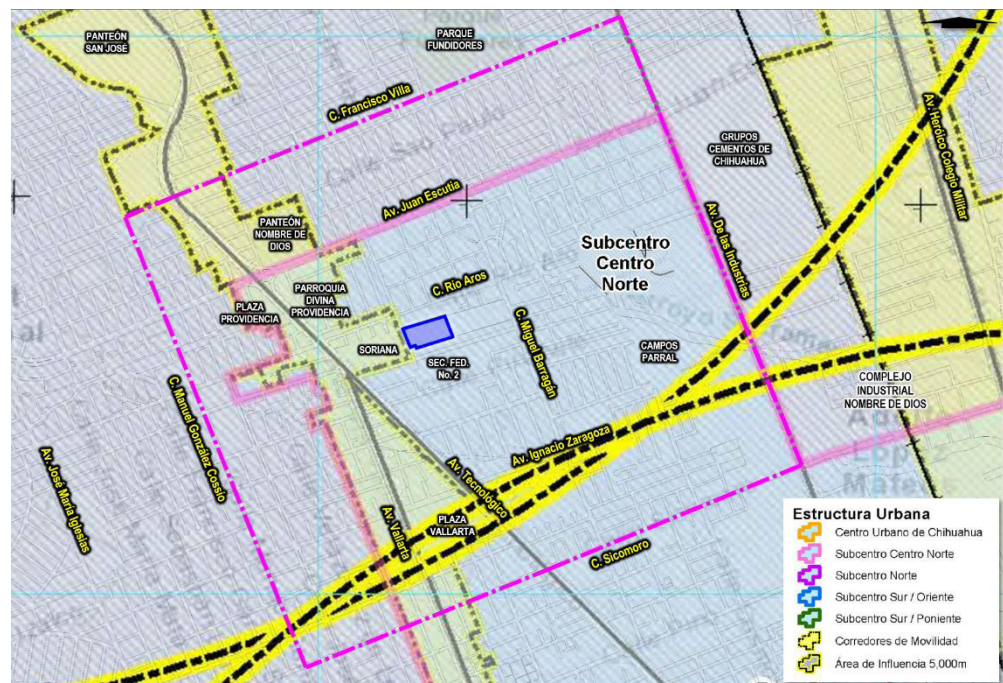 PANTEÓN
SAN JOSÉ
PARQUE
FUNDIDORES
C. Francisco Villa
Av. Heróico Colegio Militar
GRUPOS
CEMENTOS DE
CHIHUAHUA
Av. Juan Escutia
PANTEÓN
NOMBRE DE
DIOS
Av. De las Industrias
Subcentro
Centro
Norte
PARROQUIA
DIVINA
PROVIDENCIA
C. Río Aros
PLAZA
PROVIDENCIA
SORIANA
SEC. FED.
No. 2
C. Miguel Barragán
CAMPOS
PARRAL
COMPLEJO
INDUSTRIAL
NOMBRE DE DIOS
C. Manuel González Cossío
Av. José María Iglesias
Av. Ignacio Zaragoza
Av. Tecnológico
Av. Vallarta
PLAZA
VALLARTA
C. Sicomoro
Estructura Urbana
Centro Urbano de Chihuahua
Subcentro Centro Norte
Subcentro Norte
Subcentro Sur / Oriente
Subcentro Sur / Poniente
Corredores de Movilidad
Área de Influencia 5,000m